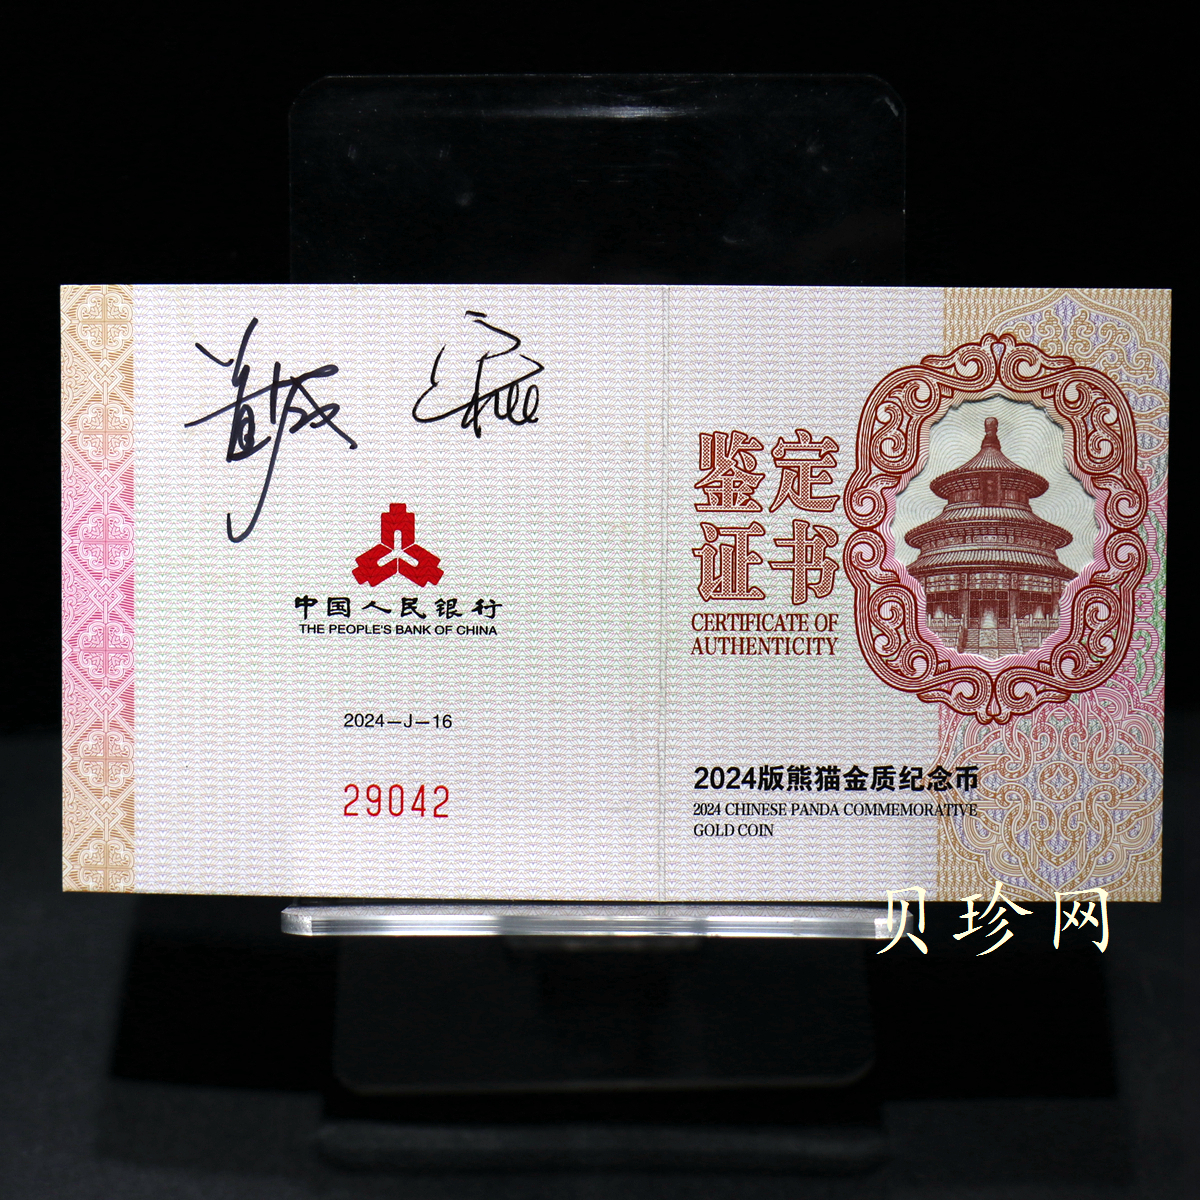 中国人民银行
THE PEOPLE'S BANK OF CHINA
2024—J—16
29042
鉴定
证书
CERTIFICATE OF
AUTHENTICITY
2024版熊猫金质纪念币
2024 CHINESE PANDA COMMEMORATIVE
GOLD COIN
贝珍网